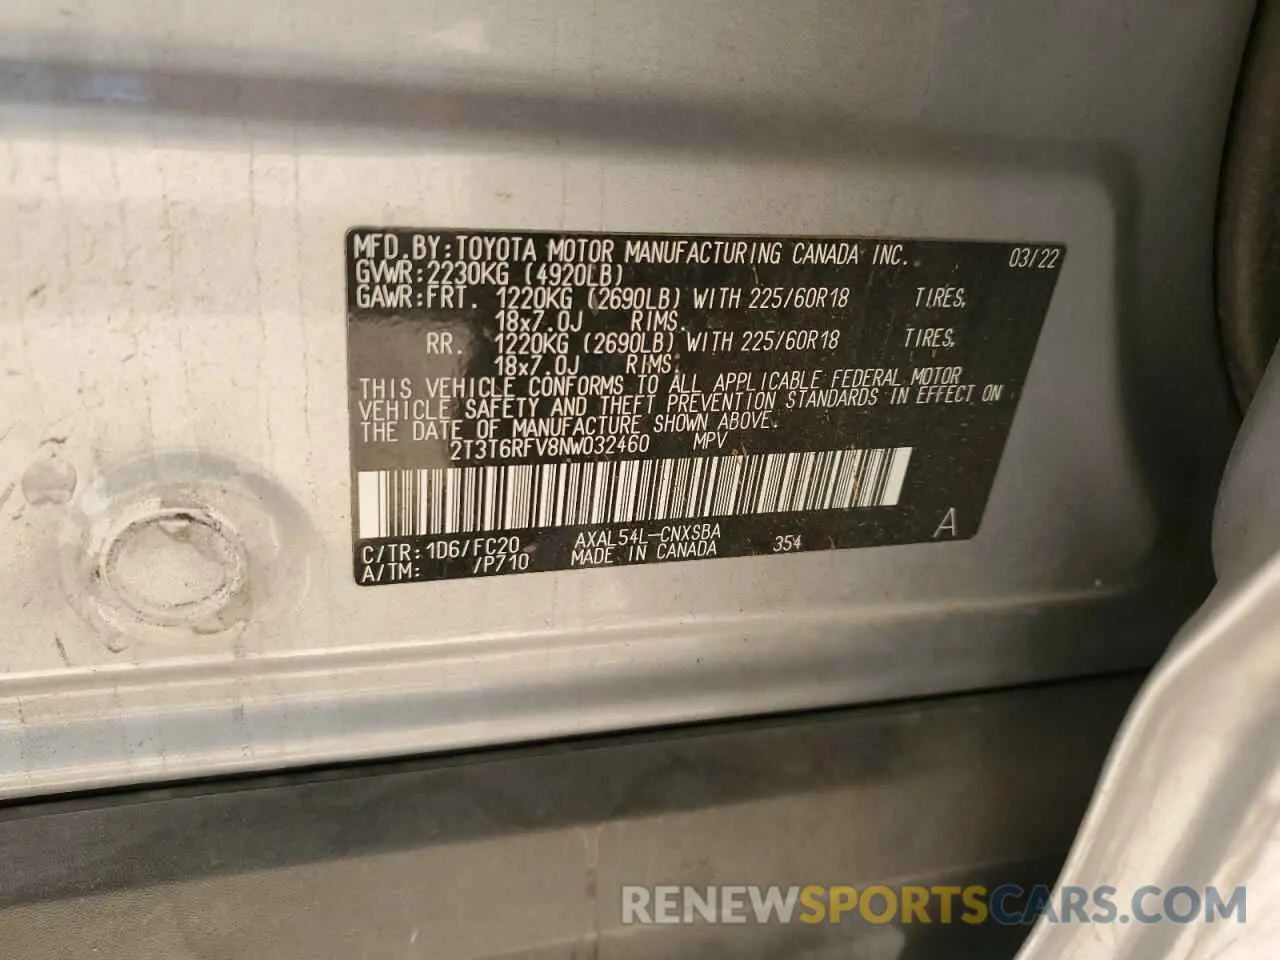 MFD.BY:TOYOTA MOTOR MANUFACTURING CANADA INC. 03/22
GVWR:2230KG (4920LB)
GAWR:FRT. 1220KG (2690LB) WITH 225/60R18 TIRES,
18x7.0J RIMS.
RR. 1220KG (2690LB) WITH 225/60R18 TIRES,
18x7.0J RIMS.
THIS VEHICLE CONFORMS TO ALL APPLICABLE FEDERAL MOTOR
VEHICLE SAFETY AND THEFT PREVENTION STANDARDS IN EFFECT ON
THE DATE OF MANUFACTURE SHOWN ABOVE.
2T3T6RFV8NW032460 MPV
C/TR:1D6/FC20 AXAL54L-CNXSBA 354 A
A/TM: /P710 MADE IN CANADA
RENEWSPORTSCARS.COM